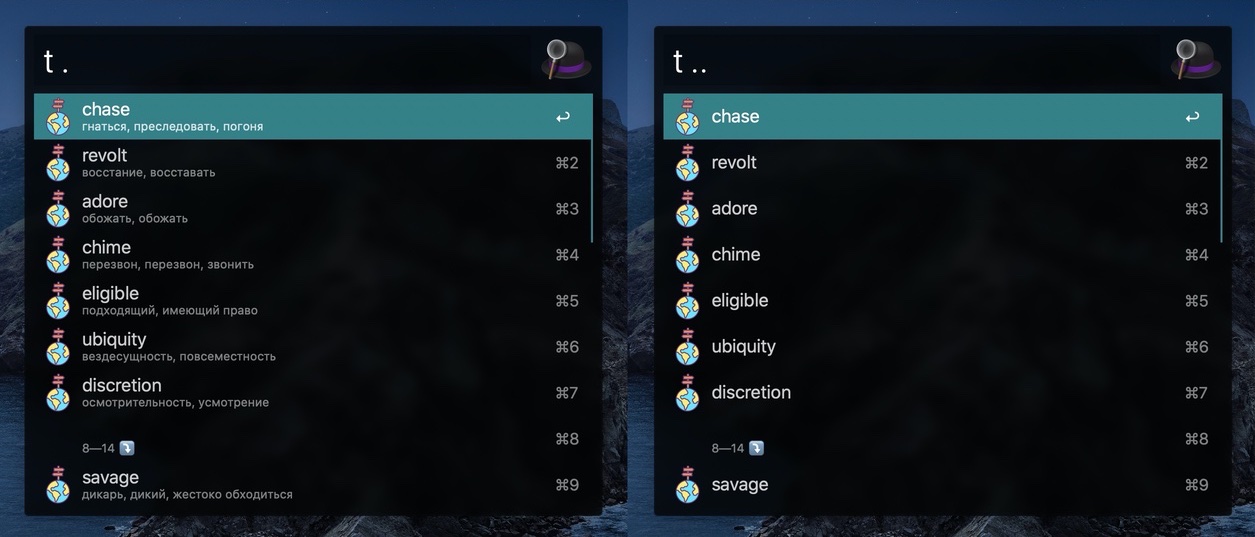 t .
chase
гнаться, преследовать, погоня
↩
revolt
восстание, восставать
⌘2
adore
обожать, обожать
⌘3
chime
перезвон, перезвон, звонить
⌘4
eligible
подходящий, имеющий право
⌘5
ubiquity
вездесущность, повсеместность
⌘6
discretion
осмотрительность, усмотрение
⌘7
8—14 ⤵️
⌘8
savage
дикарь, дикий, жестоко обходиться
⌘9
t ..
chase
↩
revolt
⌘2
adore
⌘3
chime
⌘4
eligible
⌘5
ubiquity
⌘6
discretion
⌘7
8—14 ⤵️
⌘8
savage
⌘9